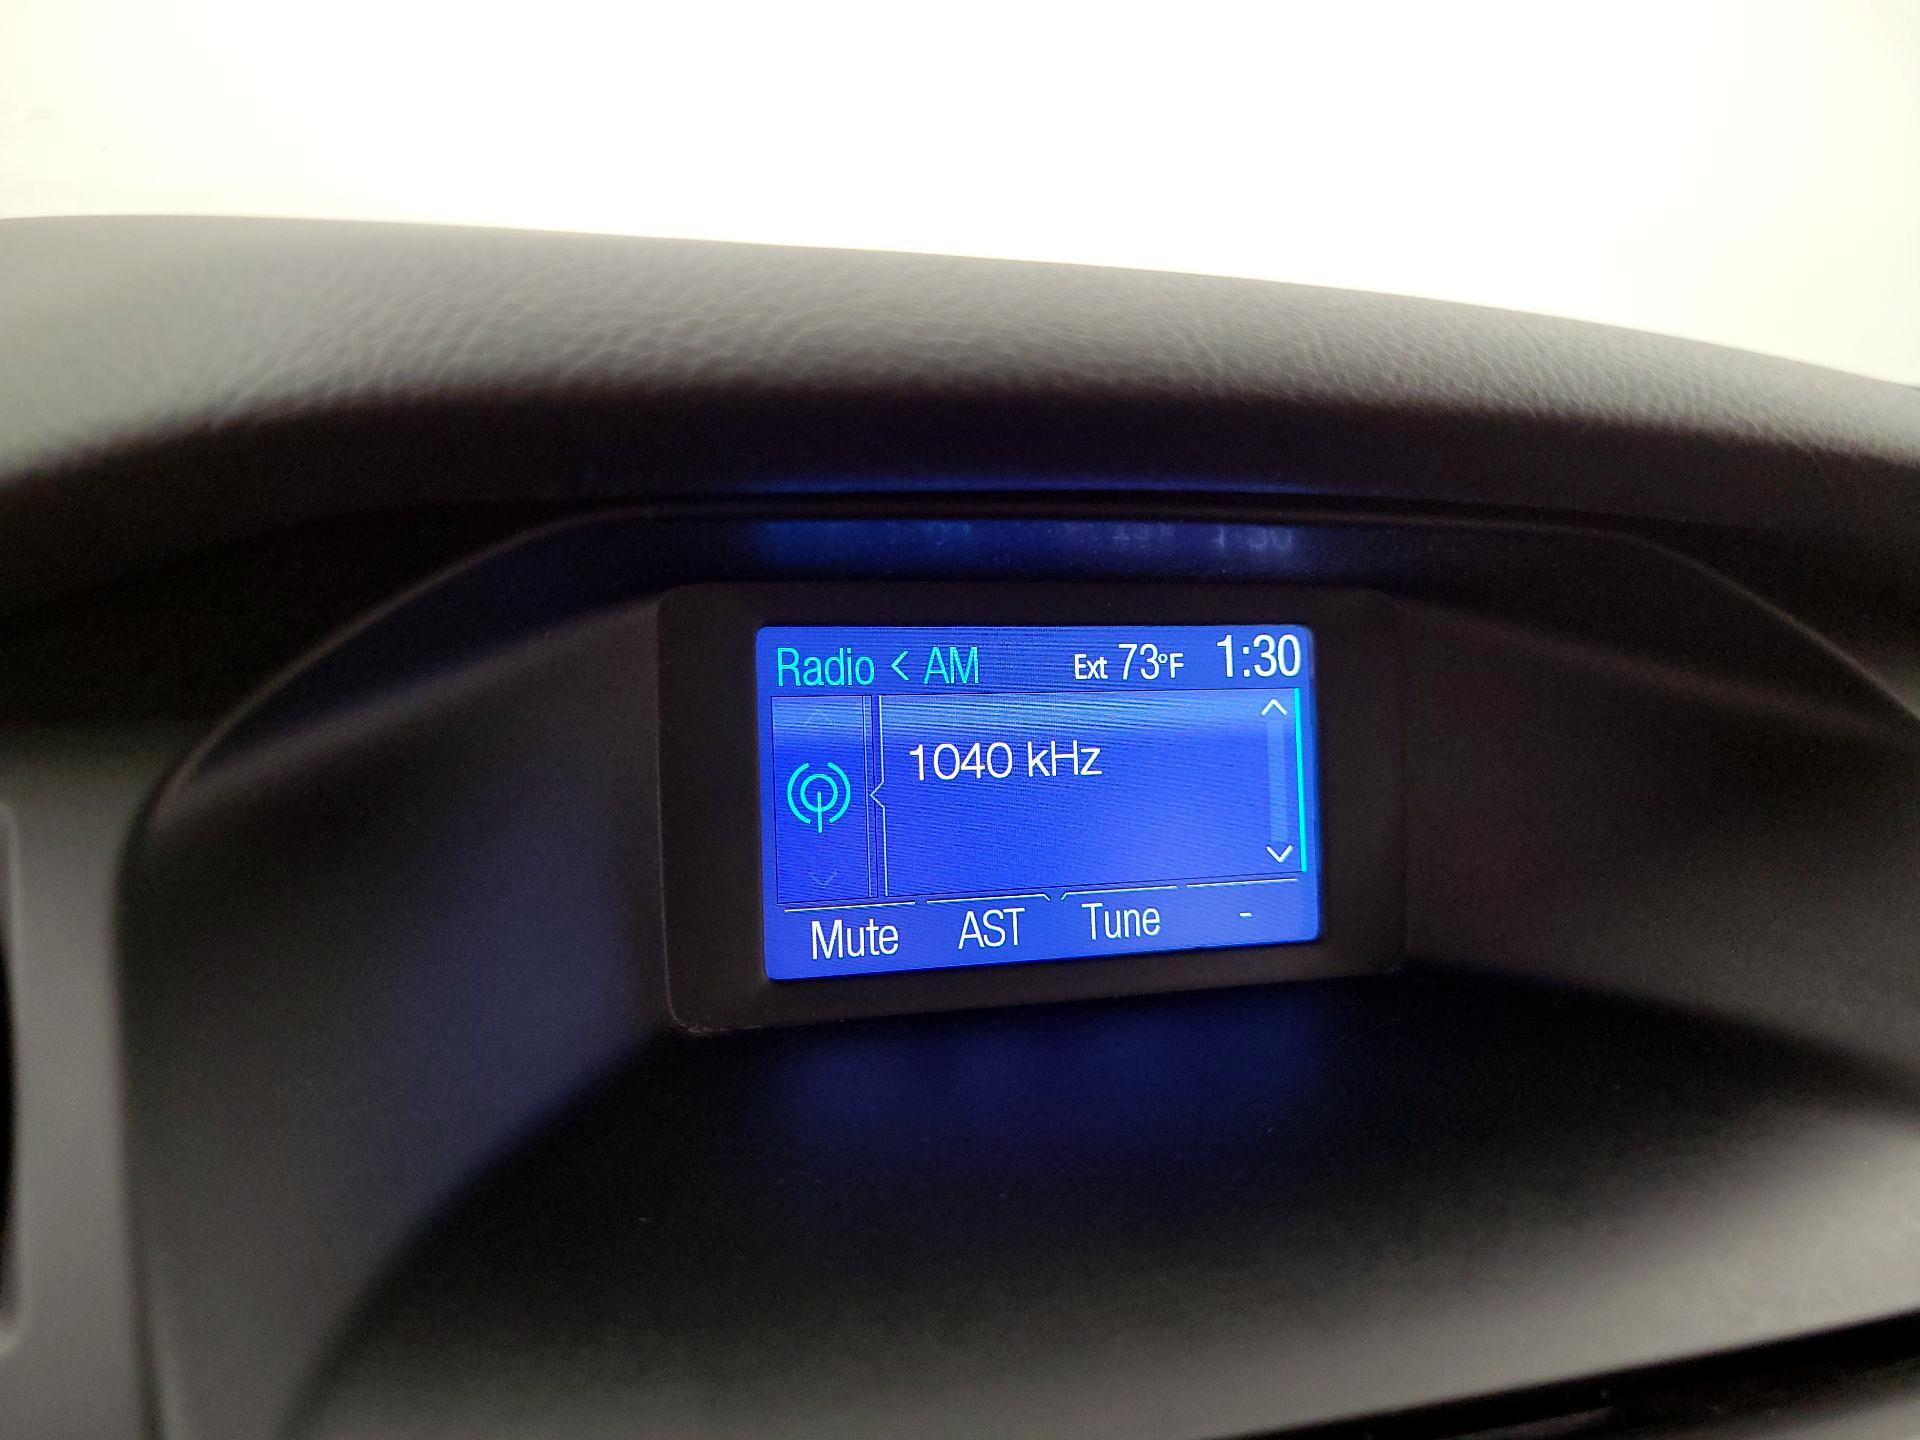 Radio < AM Ext 73°F 1:30
1040 kHz
Mute AST Tune -